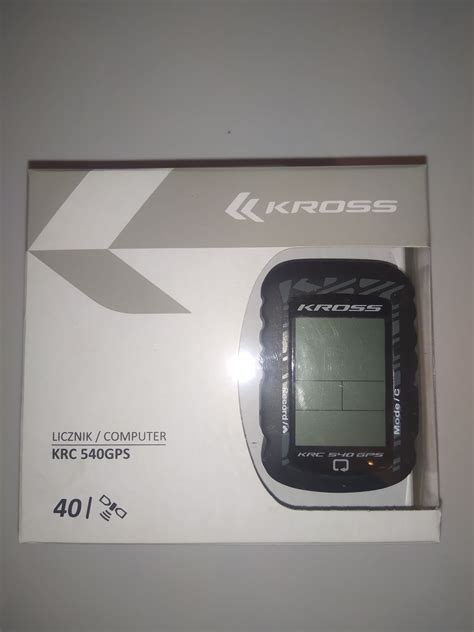 KROSS
KROSS
Record/A
Mode/C
KRC 540 GPS
LICZNIK / COMPUTER
KRC 540GPS
40